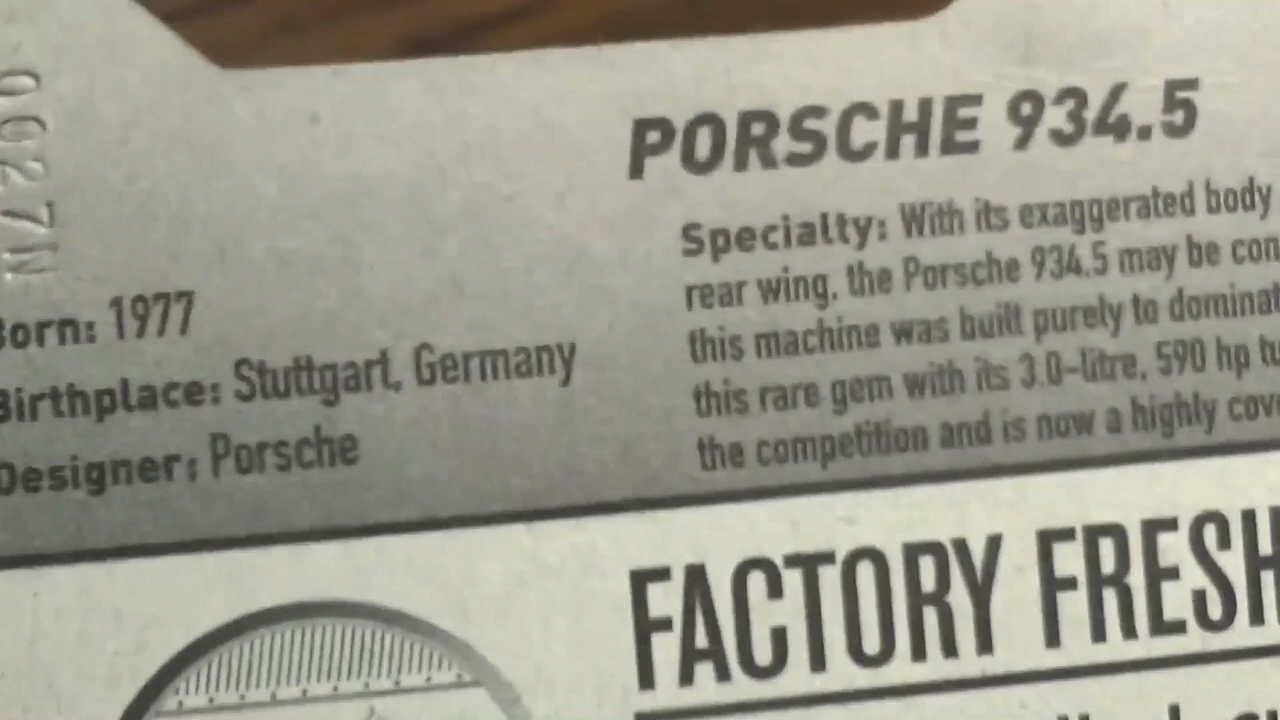 PORSCHE 934.5
Specialty: With its exaggerated body
rear wing, the Porsche 934.5 may be
this machine was built purely to
this rare gem with its 3.0-litre, 590 hp
the competition and is now a highly
Born: 1977
Birthplace: Stuttgart, Germany
Designer: Porsche
FACTORY FRESH